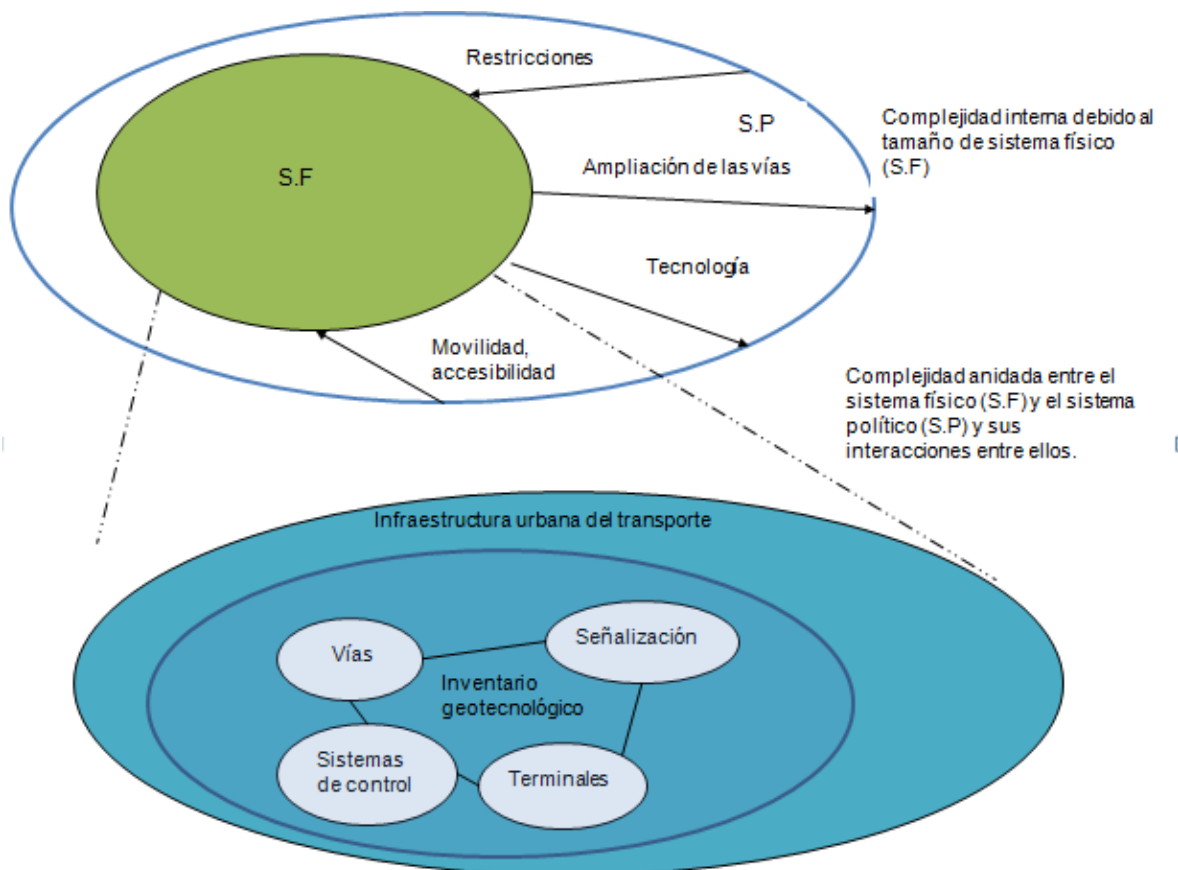 Restricciones
S.P
Complejidad interna debido al
tamaño de sistema físico
(S.F)
S.F
Ampliación de las vías
Tecnología
Movilidad,
accesibilidad
Complejidad anidada entre el
sistema físico (S.F) y el sistema
político (S.P) y sus
interacciones entre ellos.
Infraestructura urbana del transporte
Señalización
Vías
Inventario
geotecnológico
Sistemas
de control
Terminales